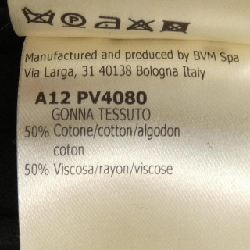 Manufactured and produced by BVM Spa
Via Larga, 31 40138 Bologna Italy
A12 PV4080
GONNA TESSUTO
50% Cotone/cotton/algodon
coton
50% Viscosa/rayon/viscose